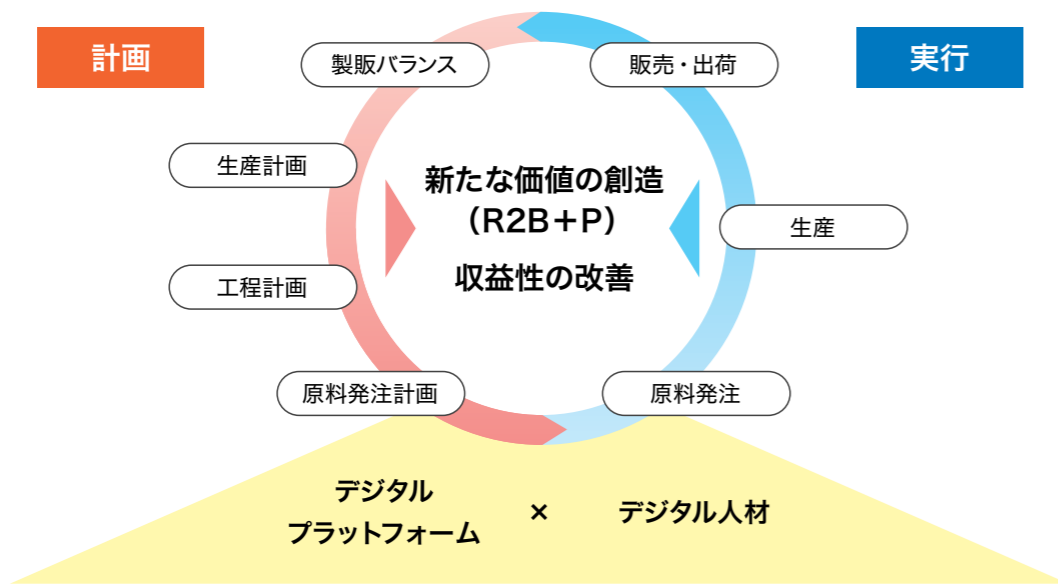 計画
実行
製販バランス
販売・出荷
生産計画
新たな価値の創造
（R2B＋P）
生産
収益性の改善
工程計画
原料発注計画
原料発注
デジタル
プラットフォーム
×
デジタル人材